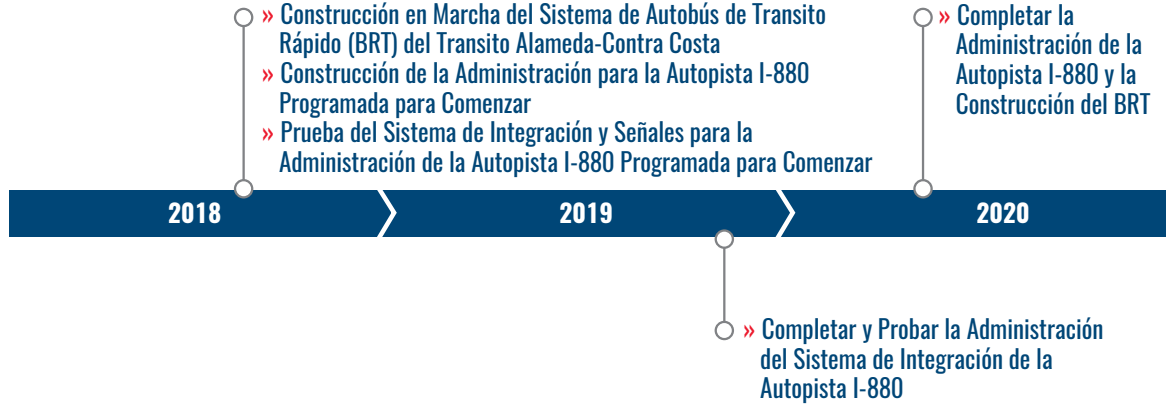 » Construcción en Marcha del Sistema de Autobús de Transito
Rápido (BRT) del Transito Alameda-Contra Costa
» Construcción de la Administración para la Autopista I-880
Programada para Comenzar
» Prueba del Sistema de Integración y Señales para la
Administración de la Autopista I-880 Programada para Comenzar
» Completar la
Administración de la
Autopista I-880 y la
Construcción del BRT
2018
2019
2020
» Completar y Probar la Administración
del Sistema de Integración de la
Autopista I-880